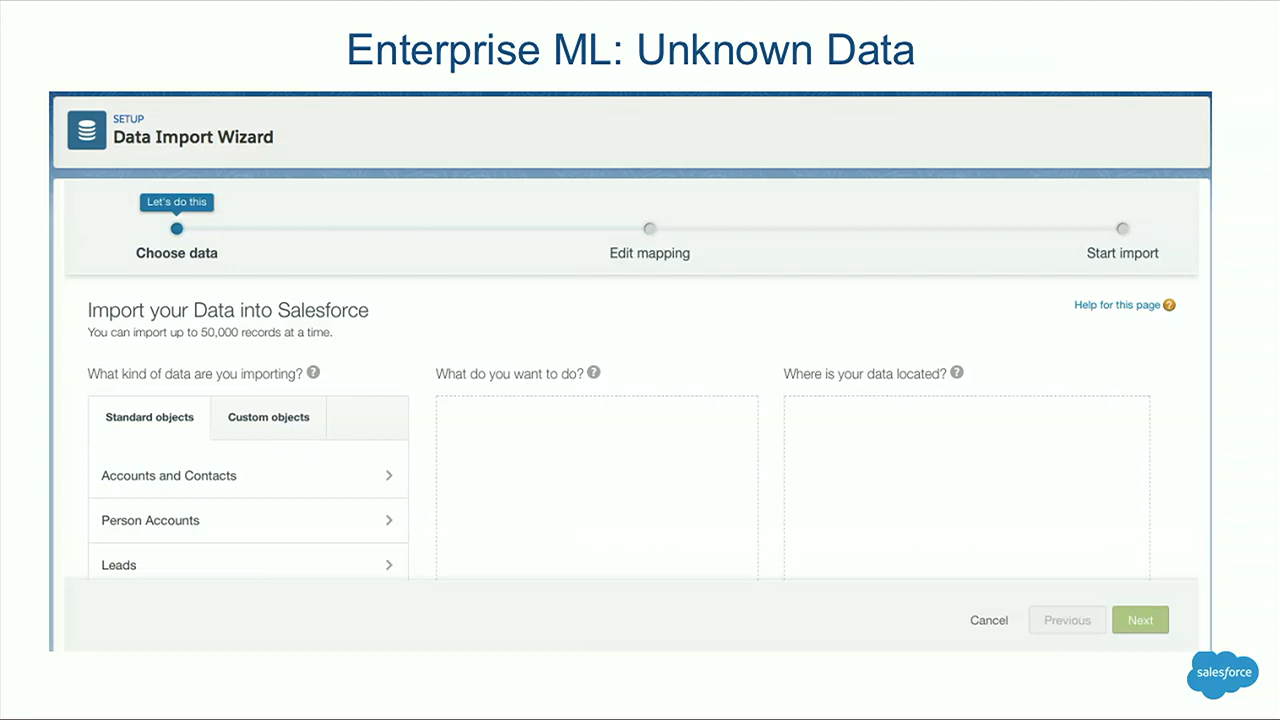 Enterprise ML: Unknown Data
SETUP
Data Import Wizard
Let's do this
Choose data
Edit mapping
Start import
Import your Data into Salesforce
Help for this page ?
You can import up to 50,000 records at a time.
What kind of data are you importing? ?
What do you want to do? ?
Where is your data located? ?
Standard objects
Custom objects
Accounts and Contacts
Person Accounts
Leads
Cancel
Previous
Next
salesforce